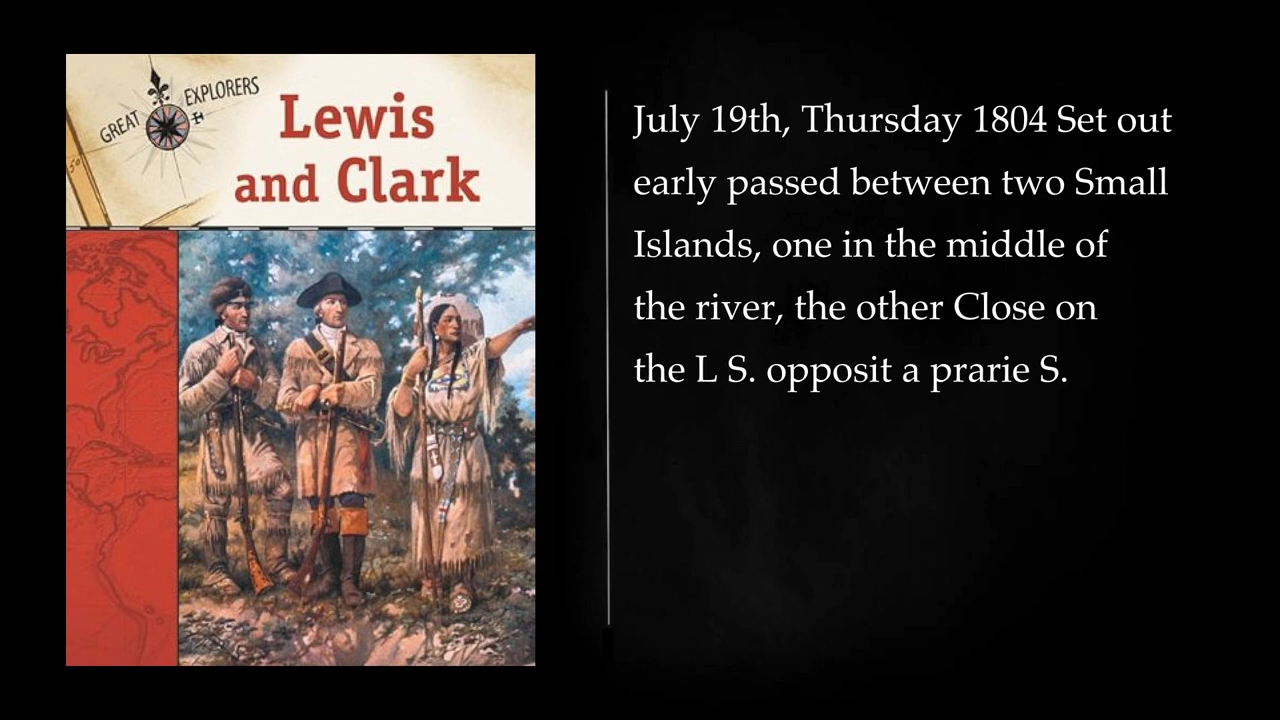 GREAT EXPLORERS
Lewis
and Clark
July 19th, Thursday 1804 Set out
early passed between two Small
Islands, one in the middle of
the river, the other Close on
the L S. opposit a prarie S.